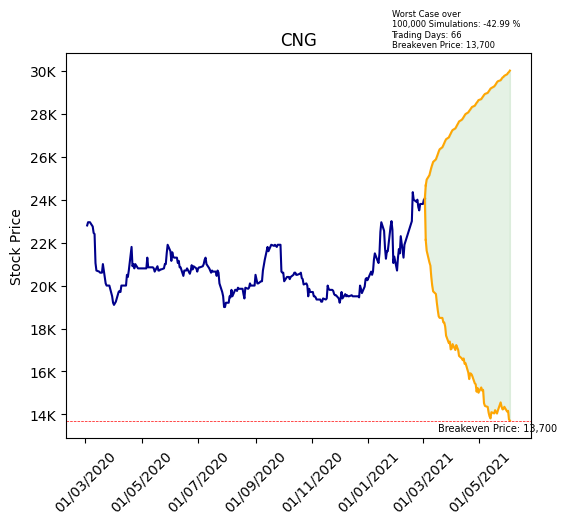 Worst Case over
100,000 Simulations: -42.99 %
Trading Days: 66
Breakeven Price: 13,700
CNG
30K
28K
26K
24K
22K
20K
18K
16K
14K
Stock Price
Breakeven Price: 13,700
01/03/2020
01/05/2020
01/07/2020
01/09/2020
01/11/2020
01/01/2021
01/03/2021
01/05/2021